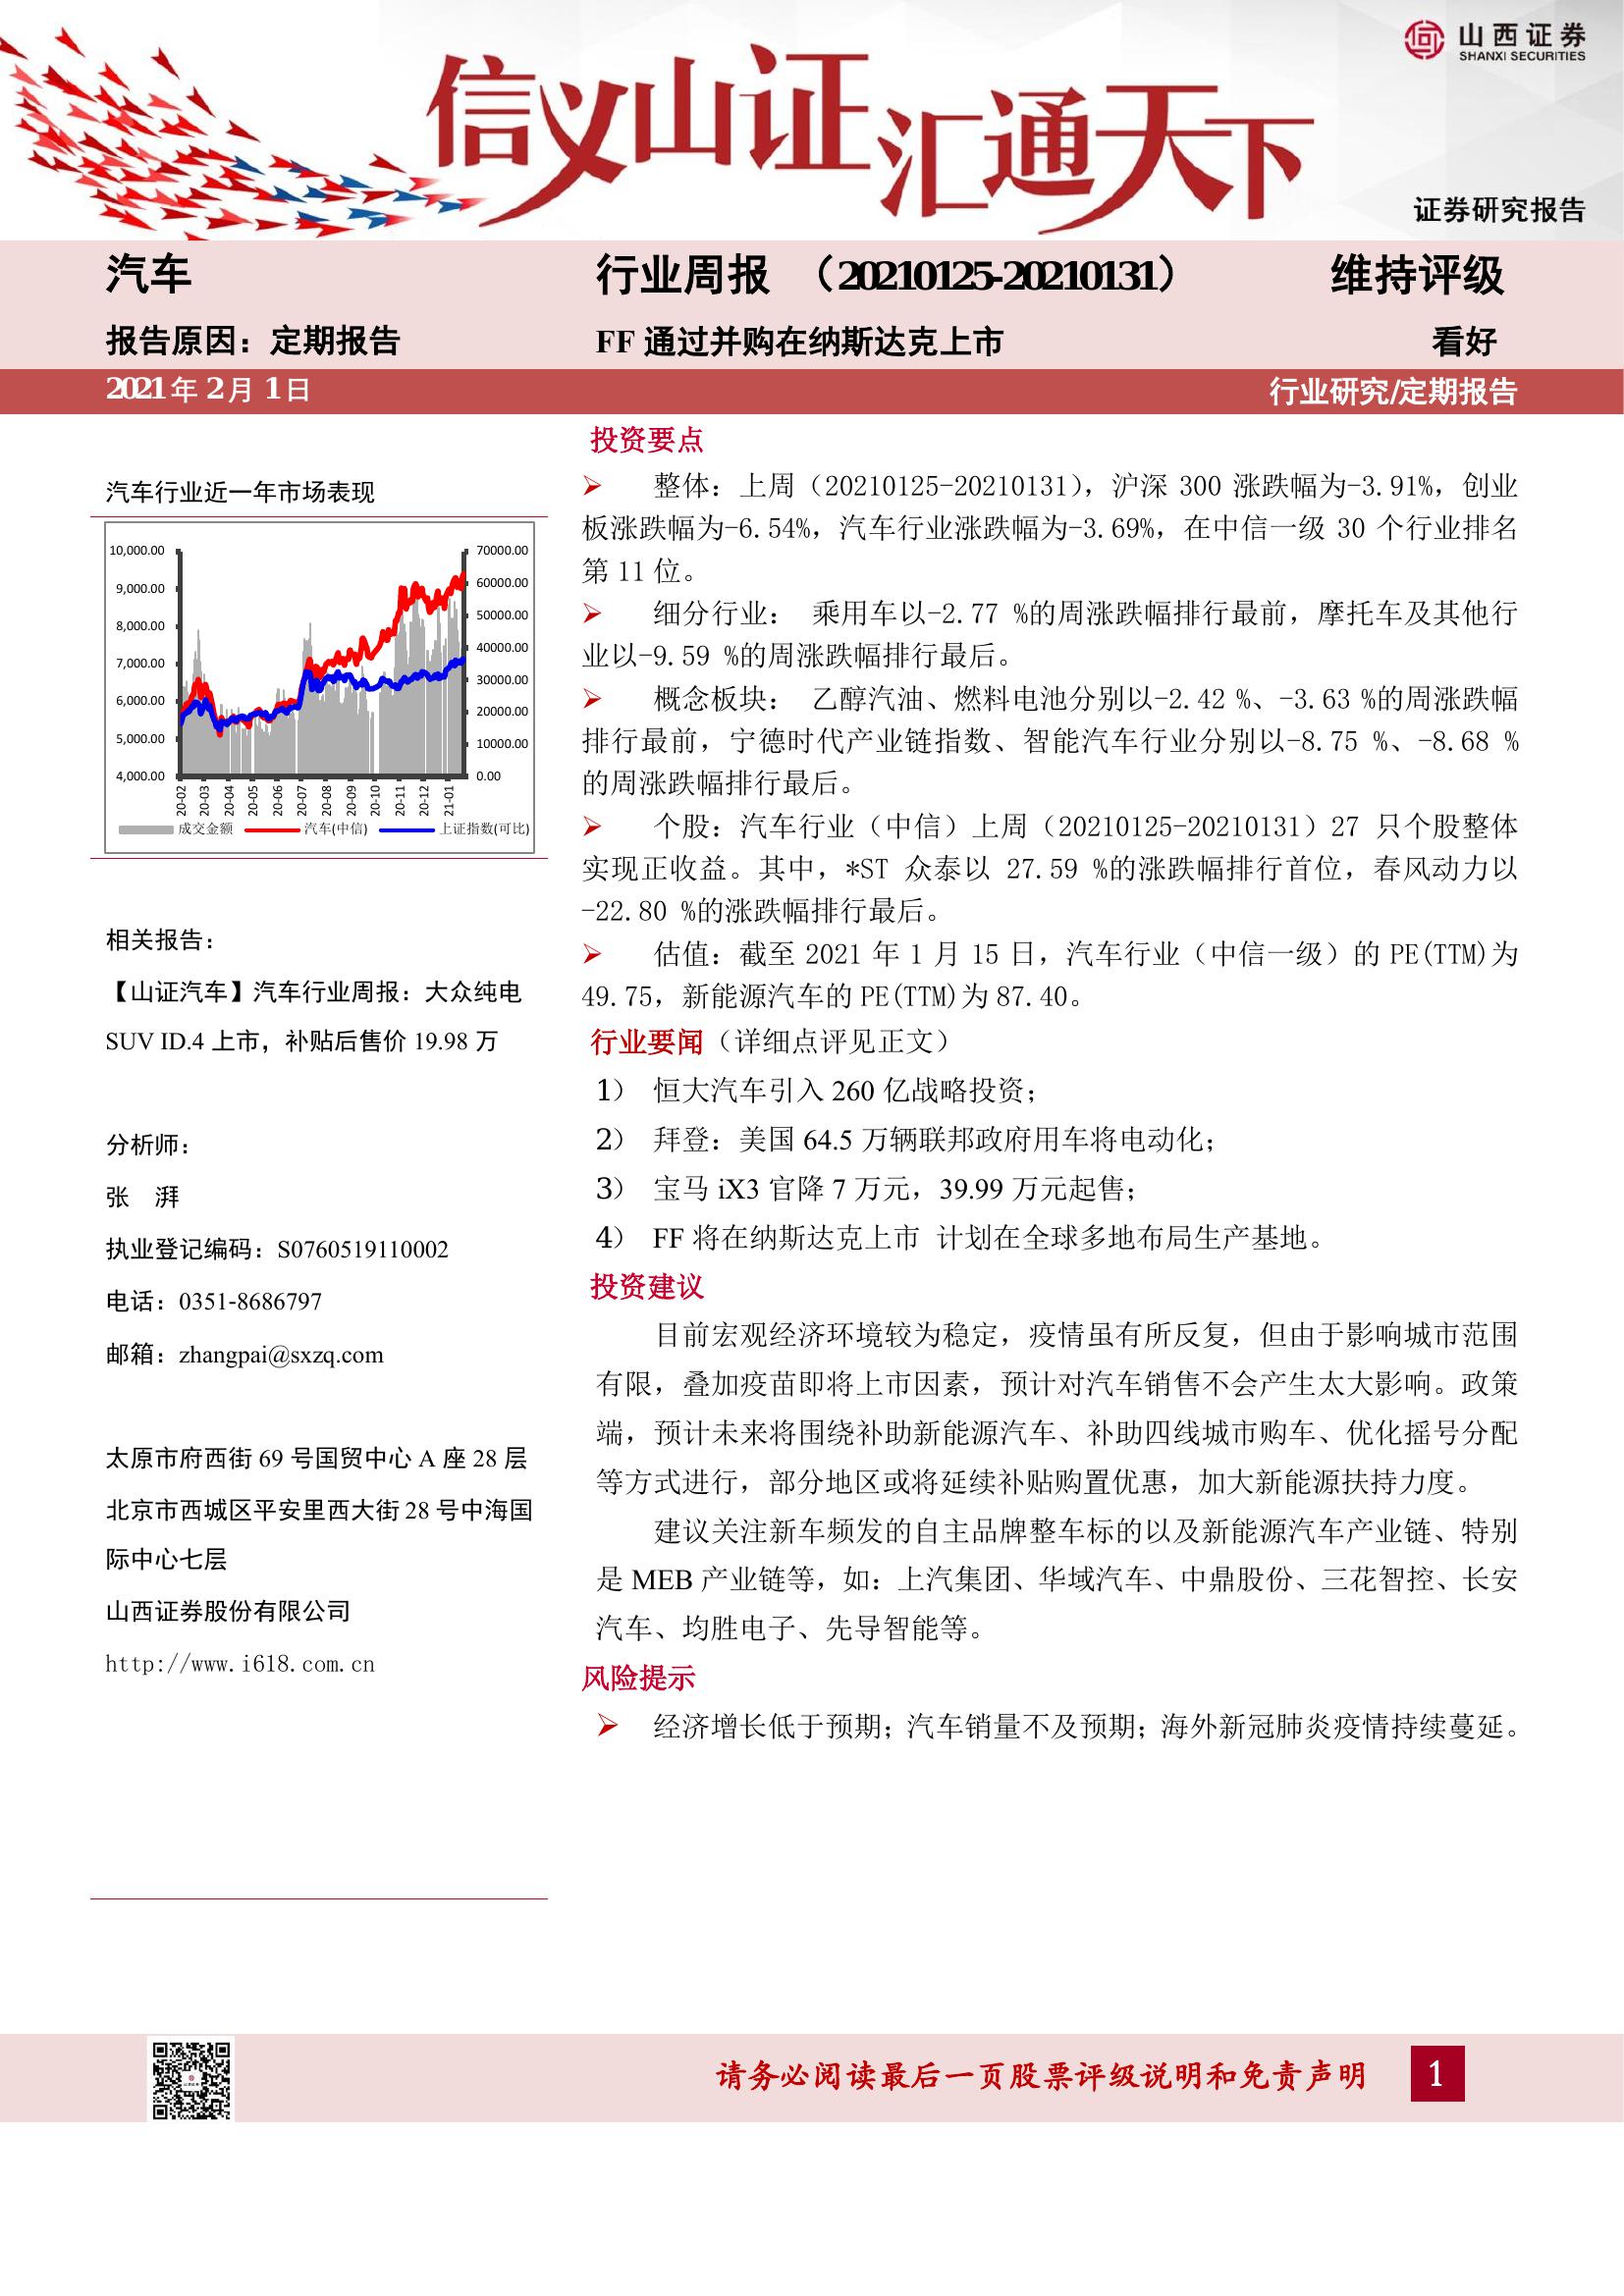 山西证券
SHANXI SECURITIES
信义山证 汇通天下
证券研究报告
汽车
行业周报 （20210125-20210131）
维持评级
报告原因：定期报告
FF 通过并购在纳斯达克上市
看好
2021 年 2 月 1 日
行业研究/定期报告
汽车行业近一年市场表现
10,000.00
9,000.00
8,000.00
7,000.00
6,000.00
5,000.00
4,000.00
70000.00
60000.00
50000.00
40000.00
30000.00
20000.00
10000.00
0.00
20-02
20-03
20-04
20-05
20-06
20-07
20-08
20-09
20-10
20-11
20-12
21-01
成交金额 汽车(中信) 上证指数(可比)
相关报告：
【山证汽车】汽车行业周报：大众纯电
SUV ID.4 上市，补贴后售价 19.98 万
分析师：
张 湃
执业登记编码：S0760519110002
电话：0351-8686797
邮箱：zhangpai@sxzq.com
太原市府西街 69 号国贸中心 A 座 28 层
北京市西城区平安里西大街 28 号中海国
际中心七层
山西证券股份有限公司
http://www.i618.com.cn
投资要点
➢ 整体：上周（20210125-20210131），沪深 300 涨跌幅为-3.91%，创业
板涨跌幅为-6.54%，汽车行业涨跌幅为-3.69%，在中信一级 30 个行业排名
第 11 位。
➢ 细分行业： 乘用车以-2.77 %的周涨跌幅排行最前，摩托车及其他行
业以-9.59 %的周涨跌幅排行最后。
➢ 概念板块： 乙醇汽油、燃料电池分别以-2.42 %、-3.63 %的周涨跌幅
排行最前，宁德时代产业链指数、智能汽车行业分别以-8.75 %、-8.68 %
的周涨跌幅排行最后。
➢ 个股：汽车行业（中信）上周（20210125-20210131）27 只个股整体
实现正收益。其中，*ST 众泰以 27.59 %的涨跌幅排行首位，春风动力以
-22.80 %的涨跌幅排行最后。
➢ 估值：截至 2021 年 1 月 15 日，汽车行业（中信一级）的 PE(TTM)为
49.75，新能源汽车的 PE(TTM)为 87.40。
行业要闻（详细点评见正文）
1） 恒大汽车引入 260 亿战略投资；
2） 拜登：美国 64.5 万辆联邦政府用车将电动化；
3） 宝马 iX3 官降 7 万元，39.99 万元起售；
4） FF 将在纳斯达克上市 计划在全球多地布局生产基地。
投资建议
目前宏观经济环境较为稳定，疫情虽有所反复，但由于影响城市范围
有限，叠加疫苗即将上市因素，预计对汽车销售不会产生太大影响。政策
端，预计未来将围绕补助新能源汽车、补助四线城市购车、优化摇号分配
等方式进行，部分地区或将延续补贴购置优惠，加大新能源扶持力度。
建议关注新车频发的自主品牌整车标的以及新能源汽车产业链、特别
是 MEB 产业链等，如：上汽集团、华域汽车、中鼎股份、三花智控、长安
汽车、均胜电子、先导智能等。
风险提示
➢ 经济增长低于预期；汽车销量不及预期；海外新冠肺炎疫情持续蔓延。
请务必阅读最后一页股票评级说明和免责声明
1